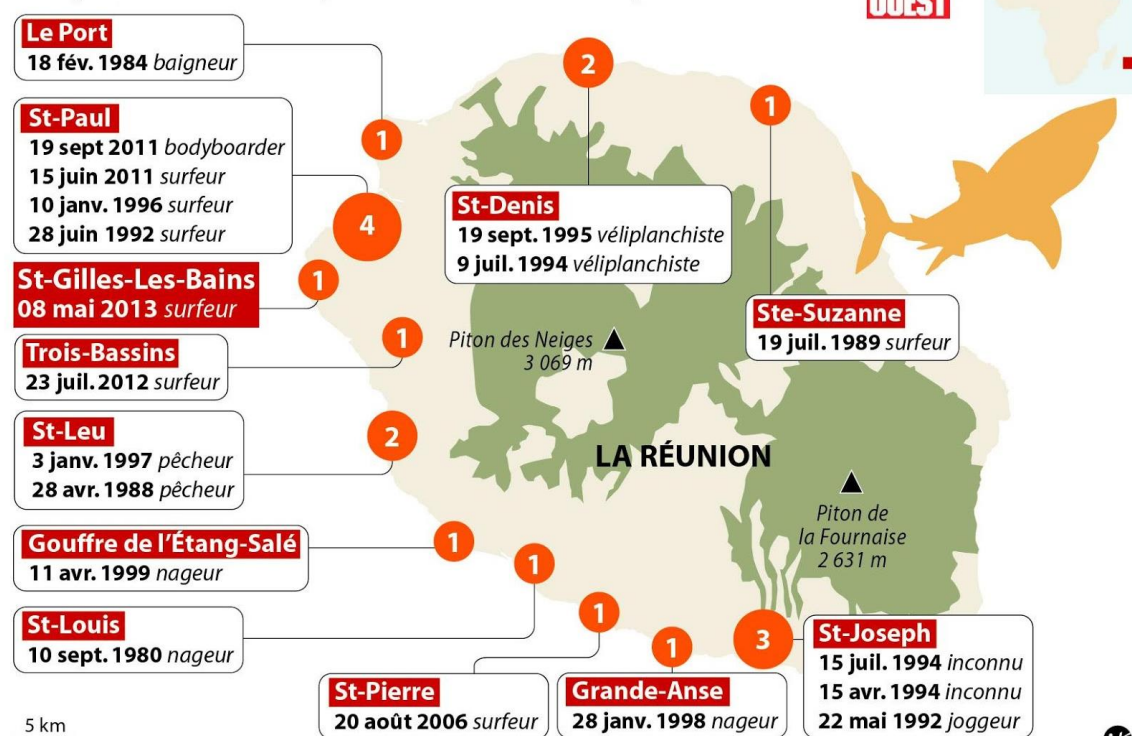 OUEST
Le Port
18 fév. 1984 baigneur
St-Paul
19 sept 2011 bodyboarder
15 juin 2011 surfeur
10 janv. 1996 surfeur
28 juin 1992 surfeur
St-Gilles-Les-Bains
08 mai 2013 surfeur
Trois-Bassins
23 juil. 2012 surfeur
St-Leu
3 janv. 1997 pêcheur
28 avr. 1988 pêcheur
Gouffre de l'Étang-Salé
11 avr. 1999 nageur
St-Louis
10 sept. 1980 nageur
5 km
1
4
1
1
2
1
1
1
1
3
2
1
St-Denis
19 sept. 1995 véliplanchiste
9 juil. 1994 véliplanchiste
Ste-Suzanne
19 juil. 1989 surfeur
Piton des Neiges
3 069 m
LA RÉUNION
Piton de
la Fournaise
2 631 m
St-Pierre
20 août 2006 surfeur
Grande-Anse
28 janv. 1998 nageur
St-Joseph
15 juil. 1994 inconnu
15 avr. 1994 inconnu
22 mai 1992 joggeur